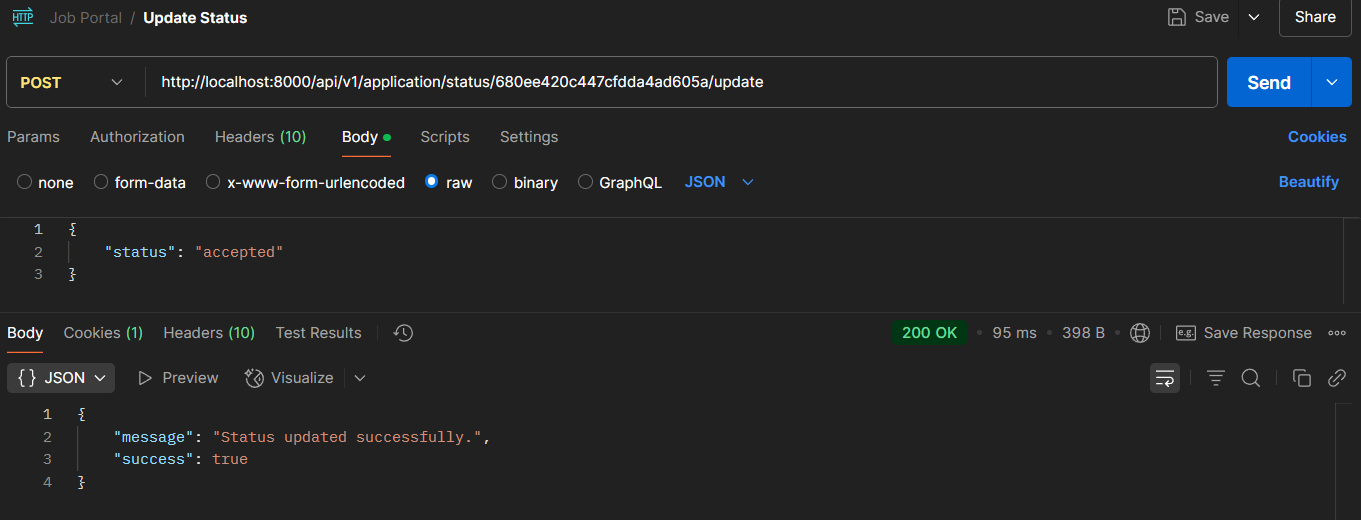 HTTP Job Portal / Update Status Save Share
POST http://localhost:8000/api/v1/application/status/680ee420c447cfdda4ad605a/update Send
Params Authorization Headers (10) Body Scripts Settings Cookies
none form-data x-www-form-urlencoded raw binary GraphQL JSON Beautify
1 {
2 "status": "accepted"
3 }
Body Cookies (1) Headers (10) Test Results 200 OK • 95 ms • 398 B • e.g. Save Response
{} JSON Preview Visualize
1 {
2 "message": "Status updated successfully.",
3 "success": true
4 }